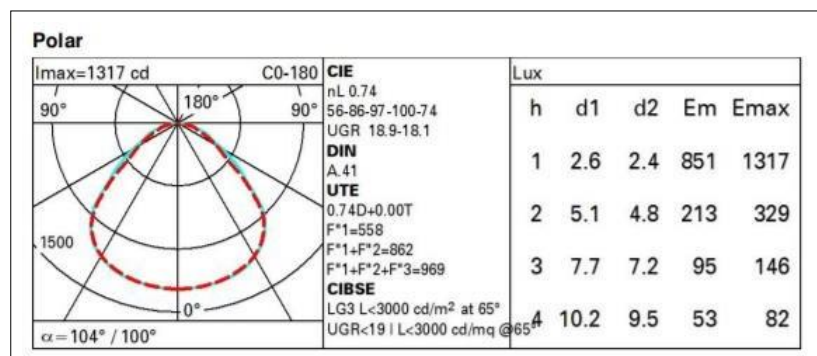 Polar
Imax=1317 cd C0-180
90° 180° 90°
1500
0°
α=104° / 100°
CIE
nL 0.74
56-86-97-100-74
UGR 18.9-18.1
DIN
A.41
UTE
0.74D+0.00T
F"1=558
F"1+F"2=862
F"1+F"2+F"3=969
CIBSE
LG3 L<3000 cd/m² at 65°
UGR<19 | L<3000 cd/mq @65°
Lux
h d1 d2 Em Emax
1 2.6 2.4 851 1317
2 5.1 4.8 213 329
3 7.7 7.2 95 146
4 10.2 9.5 53 82